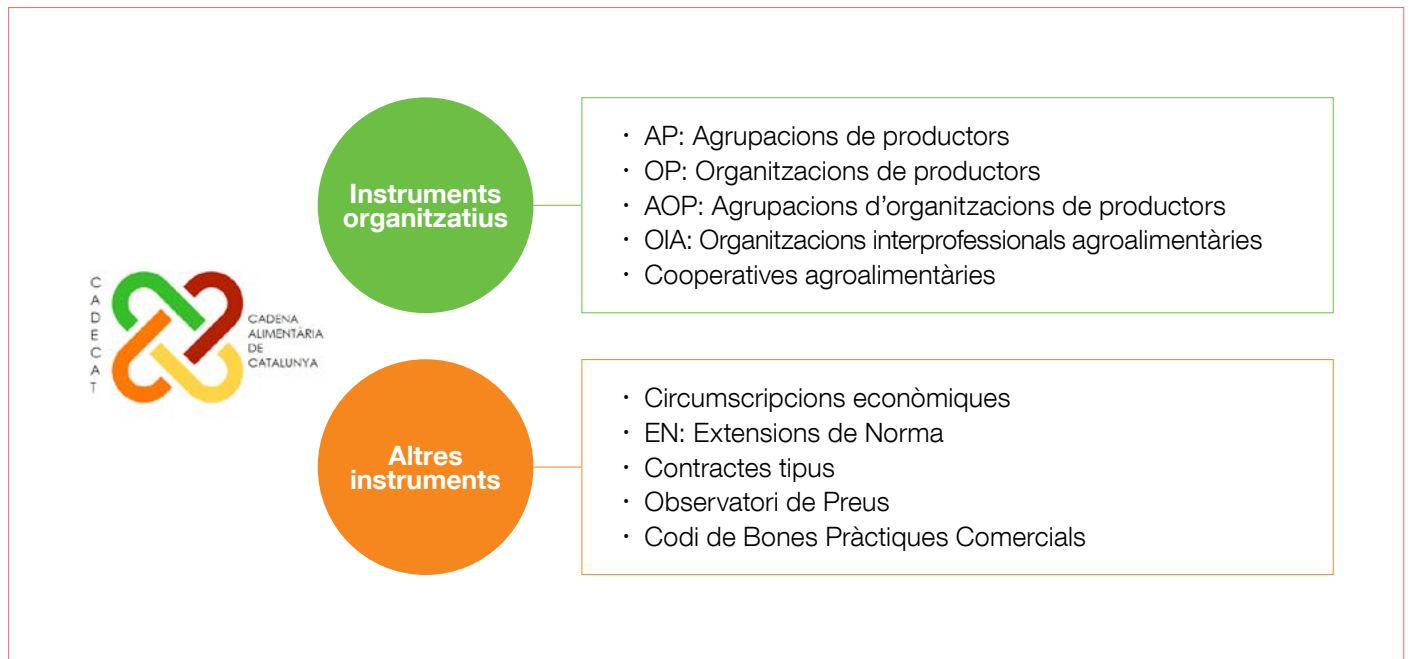 CADECAT
CADENA
ALIMENTÀRIA
DE
CATALUNYA
Instruments
organitzatius
· AP: Agrupacions de productors
· OP: Organitzacions de productors
· AOP: Agrupacions d’organitzacions de productors
· OIA: Organitzacions interprofessionals agroalimentàries
· Cooperatives agroalimentàries
Altres
instruments
· Circumscripcions econòmiques
· EN: Extensions de Norma
· Contractes tipus
· Observatori de Preus
· Codi de Bones Pràctiques Comercials